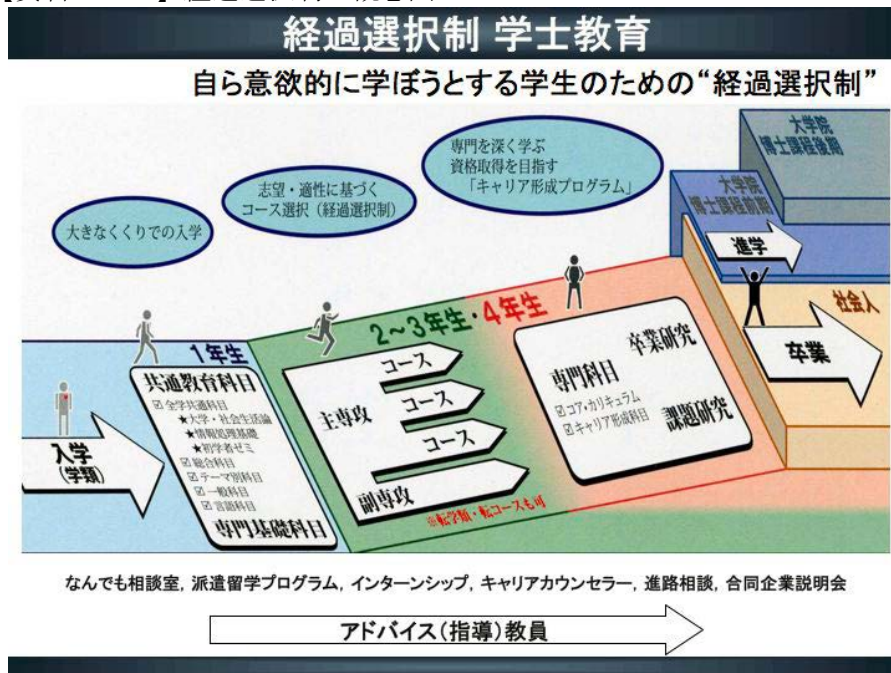 経過選択制 学士教育
自ら意欲的に学ぼうとする学生のための“経過選択制”
大きなくくりでの入学
志望・適性に基づく
コース選択（経過選択制）
専門を深く学ぶ
資格取得を目指す
「キャリア形成プログラム」
大学院
博士課程後期
大学院
博士課程前期
進学
社会人
卒業
入学
(学類)
1年生
共通教育科目
☑全学共通科目
★大学・社会生活論
★情報処理基礎
★初学者ゼミ
☑総合科目
☑テーマ別科目
☑一般科目
☑言語科目
専門基礎科目
2～3年生・4年生
コース
主専攻
コース
コース
副専攻
※転学類・転コースも可
卒業研究
専門科目
☑コア・カリキュラム
☑キャリア形成科目
課題研究
なんでも相談室, 派遣留学プログラム, インターンシップ, キャリアカウンセラー, 進路相談, 合同企業説明会
アドバイス（指導）教員